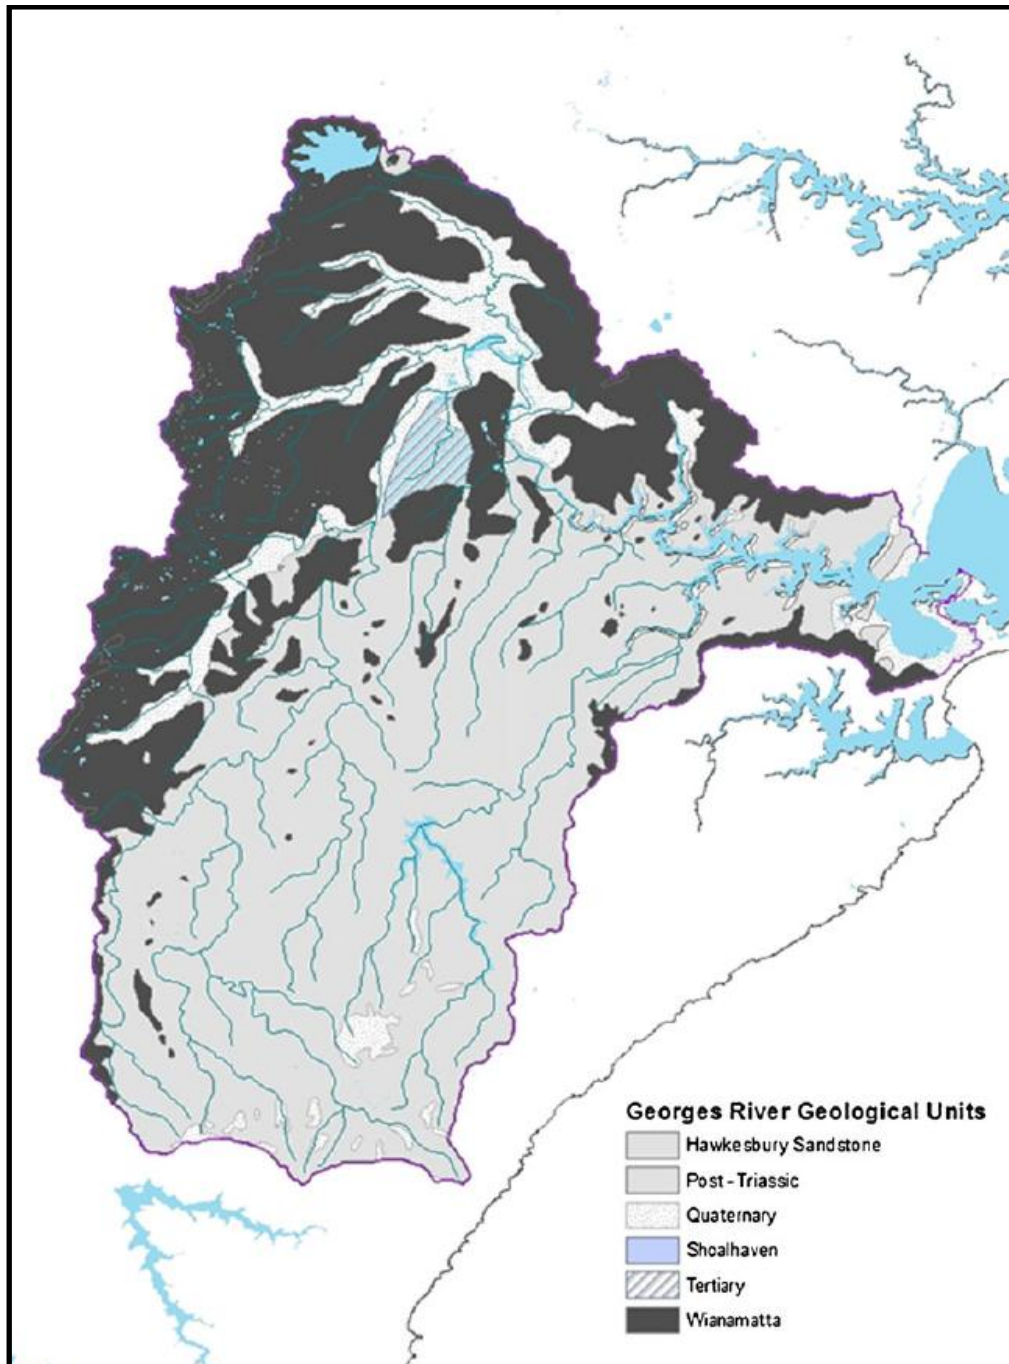 Georges River Geological Units
Hawkesbury Sandstone
Post - Triassic
Quaternary
Shoalhaven
Tertiary
Wianamatta